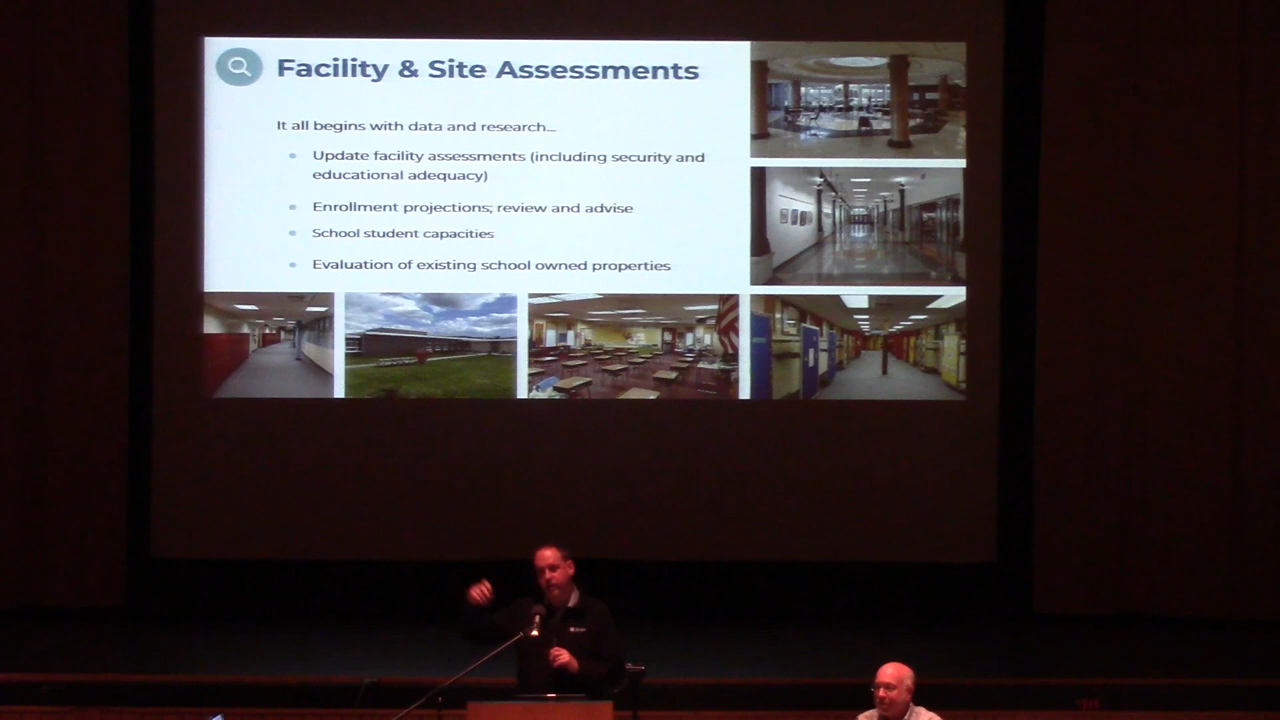 Facility & Site Assessments
It all begins with data and research...
Update facility assessments (including security and
educational adequacy)
Enrollment projections; review and advise
School student capacities
Evaluation of existing school owned properties